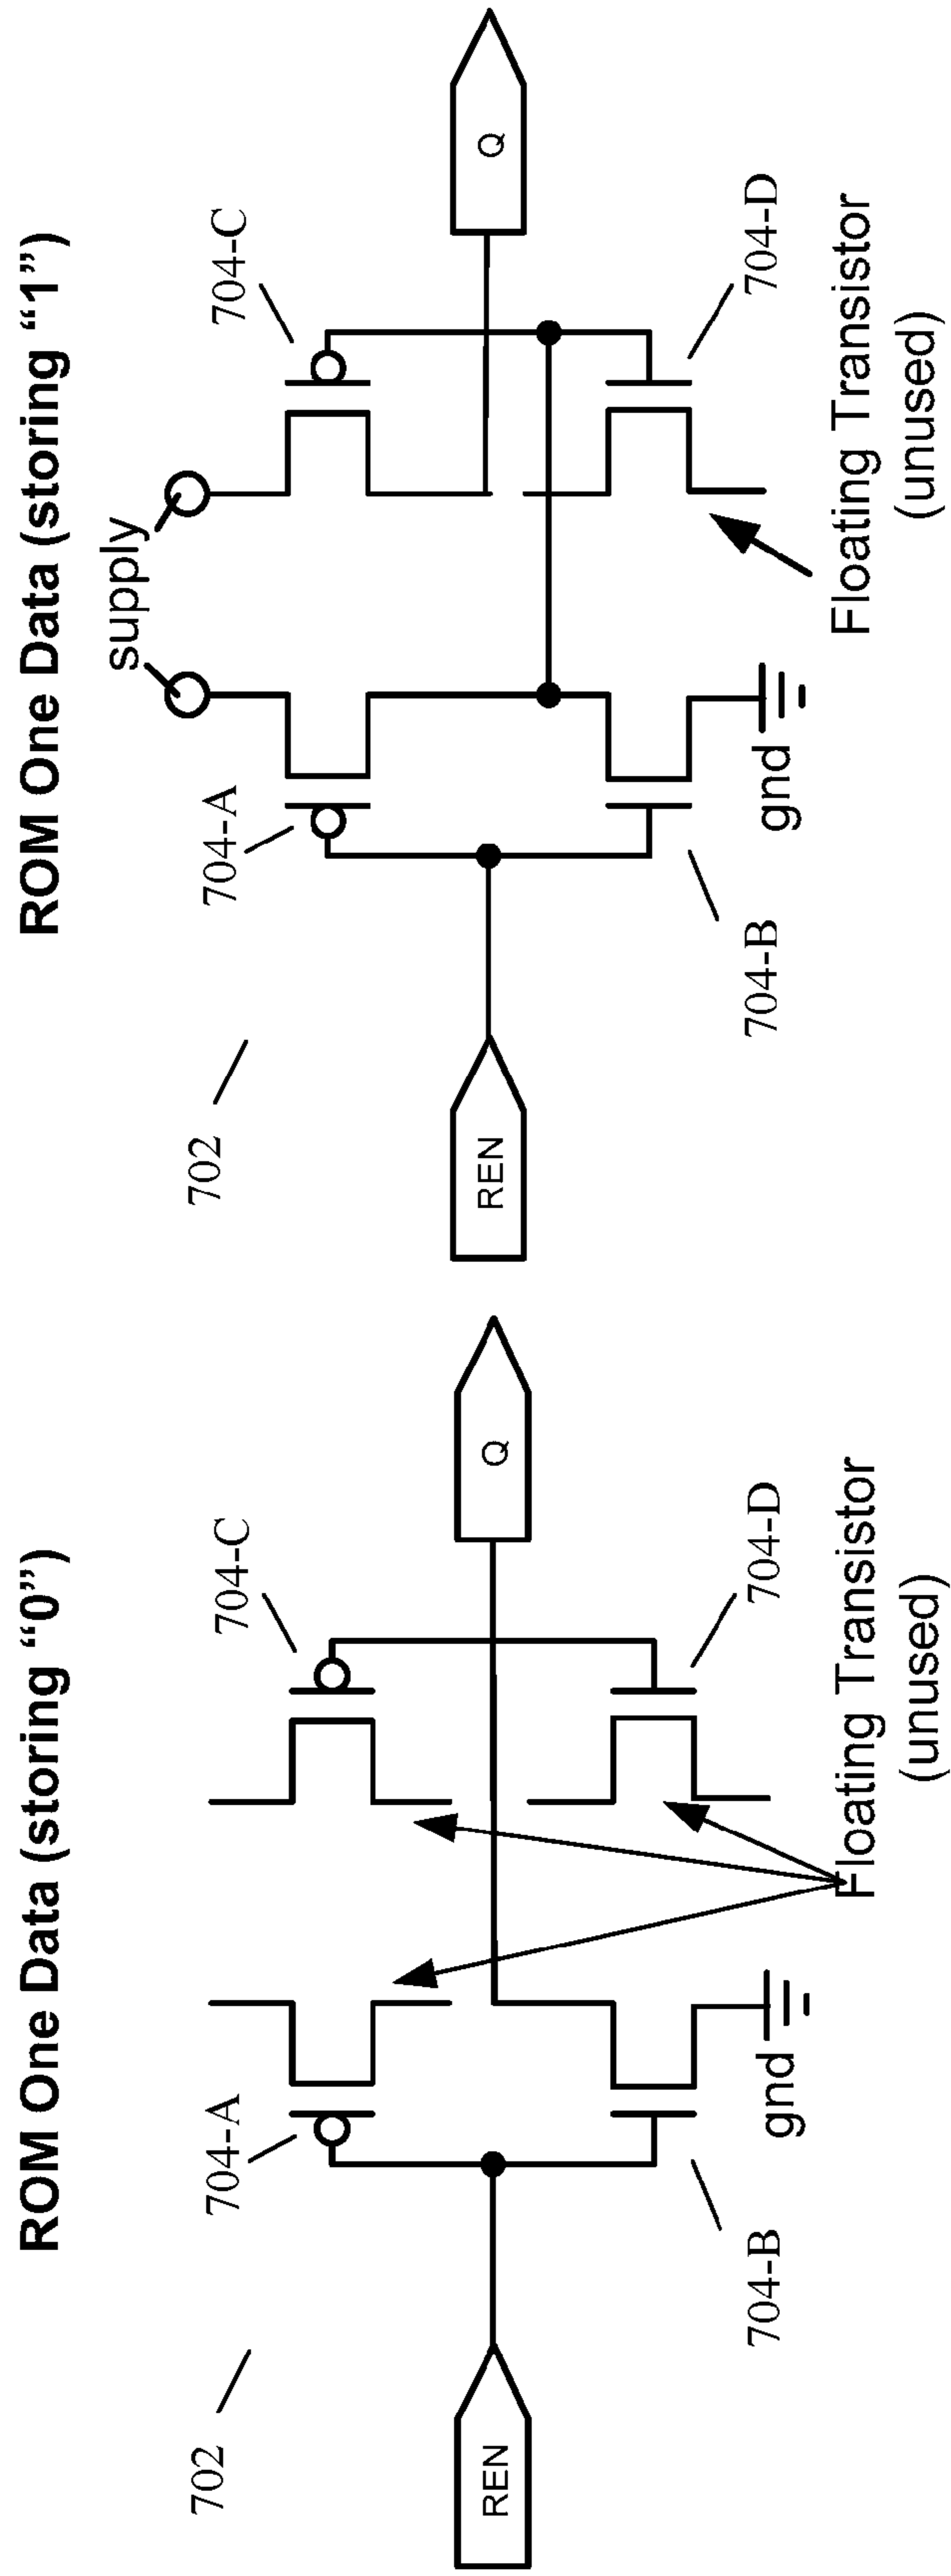 ROM One Data (storing “0”)
702
704-A
704-C
REN
Q
704-B
gnd
704-D
Floating Transistor
(unused)
ROM One Data (storing “1”)
supply
702
704-A
704-C
REN
Q
704-B
gnd
704-D
Floating Transistor
(unused)